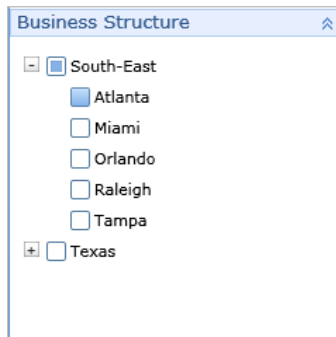 Business Structure
South-East
Atlanta
Miami
Orlando
Raleigh
Tampa
Texas